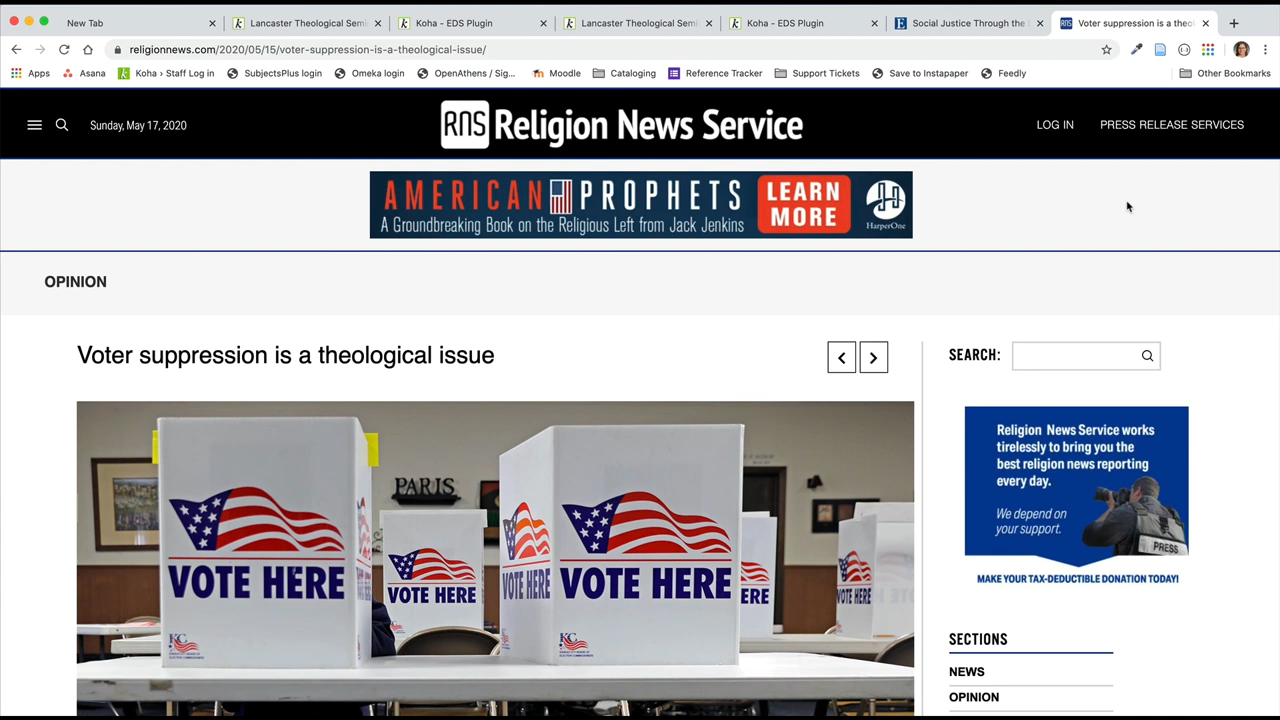 New Tab
Lancaster Theological Semi
Koha - EDS Plugin
Lancaster Theological Semi
Koha - EDS Plugin
Social Justice Through the
Voter suppression is a theol
religionnews.com/2020/05/15/voter-suppression-is-a-theological-issue/
Apps
Asana
Koha › Staff Log in
SubjectsPlus login
Omeka login
OpenAthens / Sig...
Moodle
Cataloging
Reference Tracker
Support Tickets
Save to Instapaper
Feedly
Other Bookmarks
Sunday, May 17, 2020
RNS Religion News Service
LOG IN
PRESS RELEASE SERVICES
AMERICAN PROPHETS
A Groundbreaking Book on the Religious Left from Jack Jenkins
LEARN
MORE
HarperOne
OPINION
Voter suppression is a theological issue
SEARCH:
PARIS
VOTE HERE
VOTE HERE
VOTE HERE
VOTE HERE
ERE
VOTE HERE
KC
KC
Religion News Service works
tirelessly to bring you the
best religion news reporting
every day.
We depend on
your support.
PRESS
MAKE YOUR TAX-DEDUCTIBLE DONATION TODAY!
SECTIONS
NEWS
OPINION